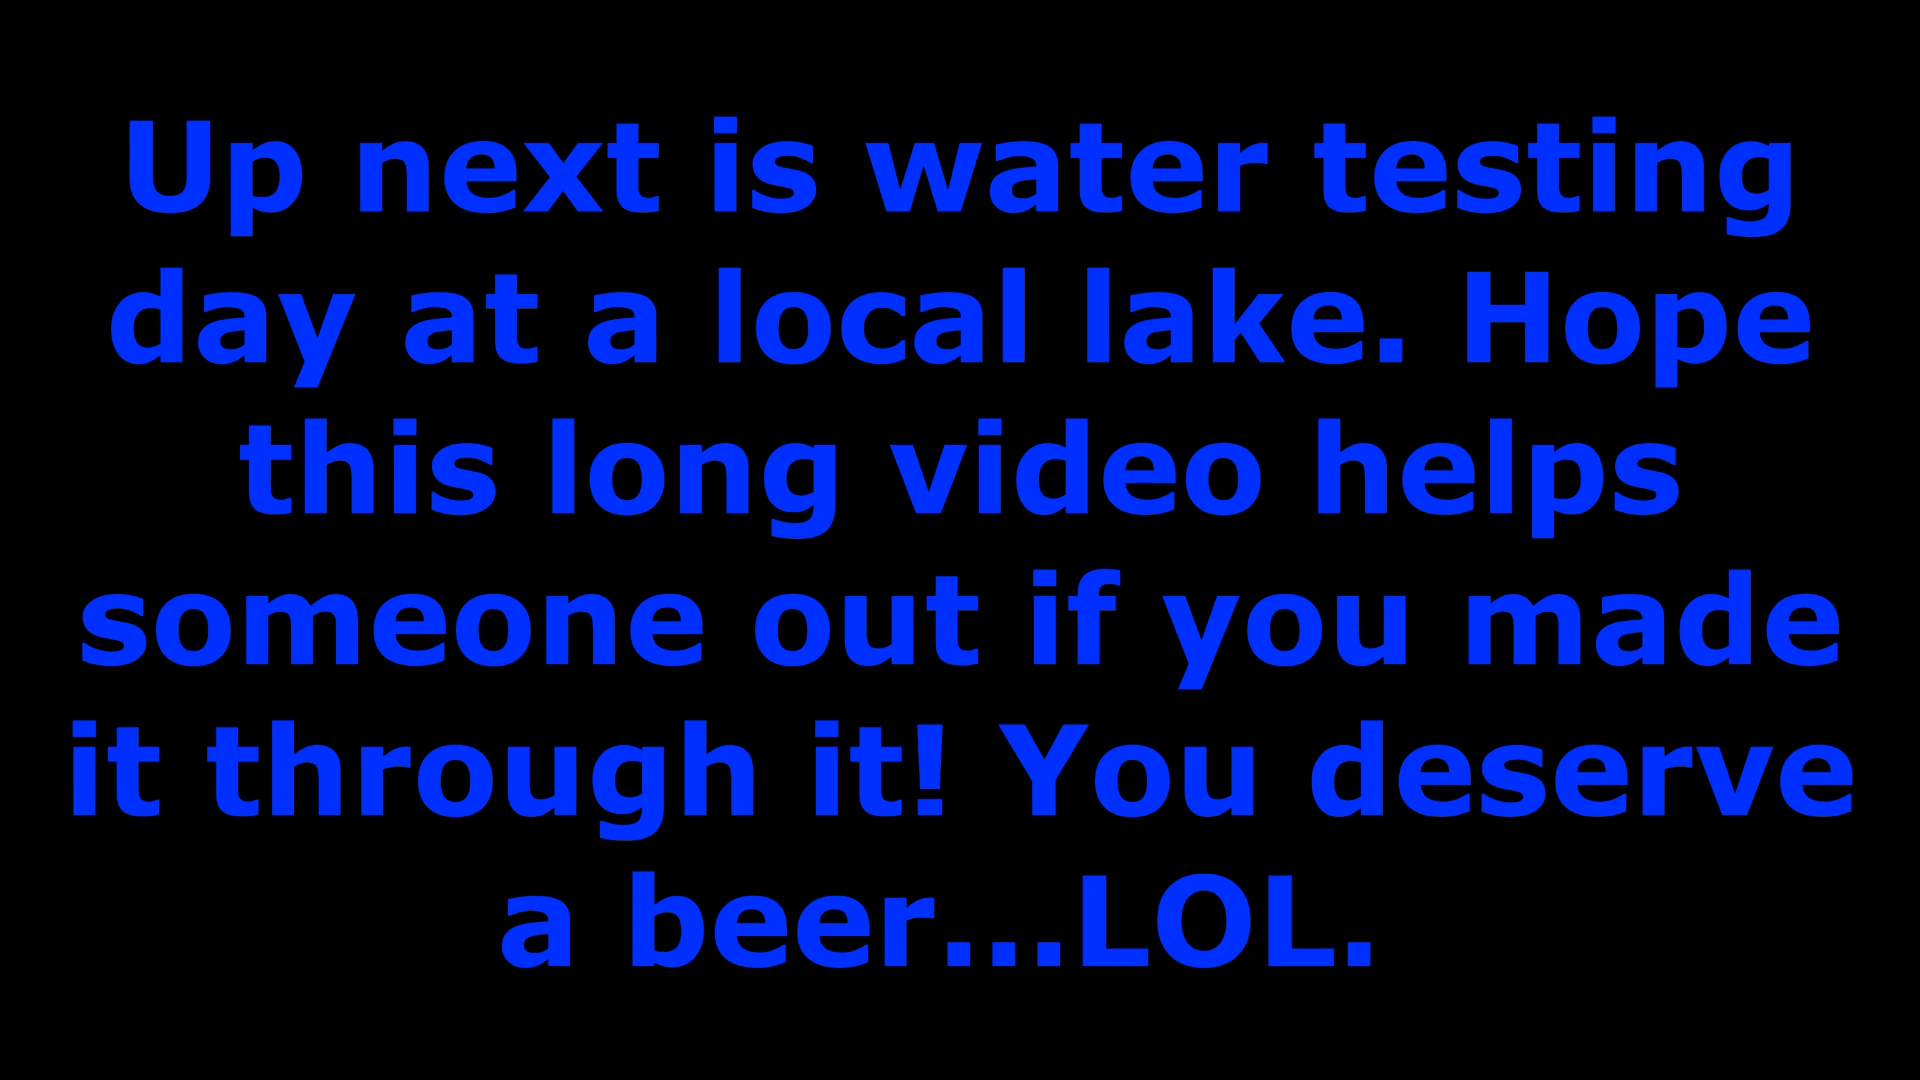 Up next is water testing
day at a local lake. Hope
this long video helps
someone out if you made
it through it! You deserve
a beer...LOL.